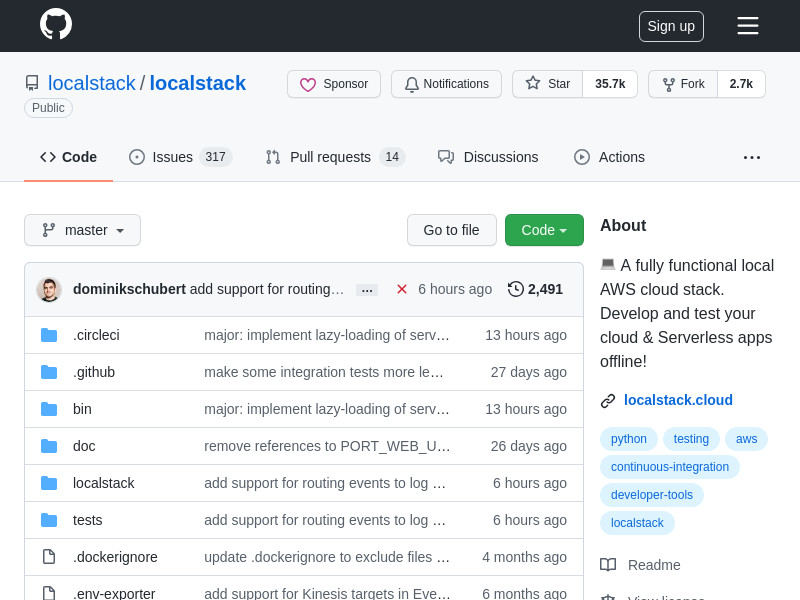 Sign up
localstack / localstack
Public
Sponsor
Notifications
Star 35.7k
Fork 2.7k
Code
Issues 317
Pull requests 14
Discussions
Actions
master
Go to file
Code
dominikschubert add support for routing… … 6 hours ago 2,491
.circleci major: implement lazy-loading of serv… 13 hours ago
.github make some integration tests more le… 27 days ago
bin major: implement lazy-loading of serv… 13 hours ago
doc remove references to PORT_WEB_U… 26 days ago
localstack add support for routing events to log … 6 hours ago
tests add support for routing events to log … 6 hours ago
.dockerignore update .dockerignore to exclude files … 4 months ago
.env-exporter add support for Kinesis targets in Eve… 6 months ago
About
A fully functional local
AWS cloud stack.
Develop and test your
cloud & Serverless apps
offline!
localstack.cloud
python testing aws
continuous-integration
developer-tools
localstack
Readme
View license